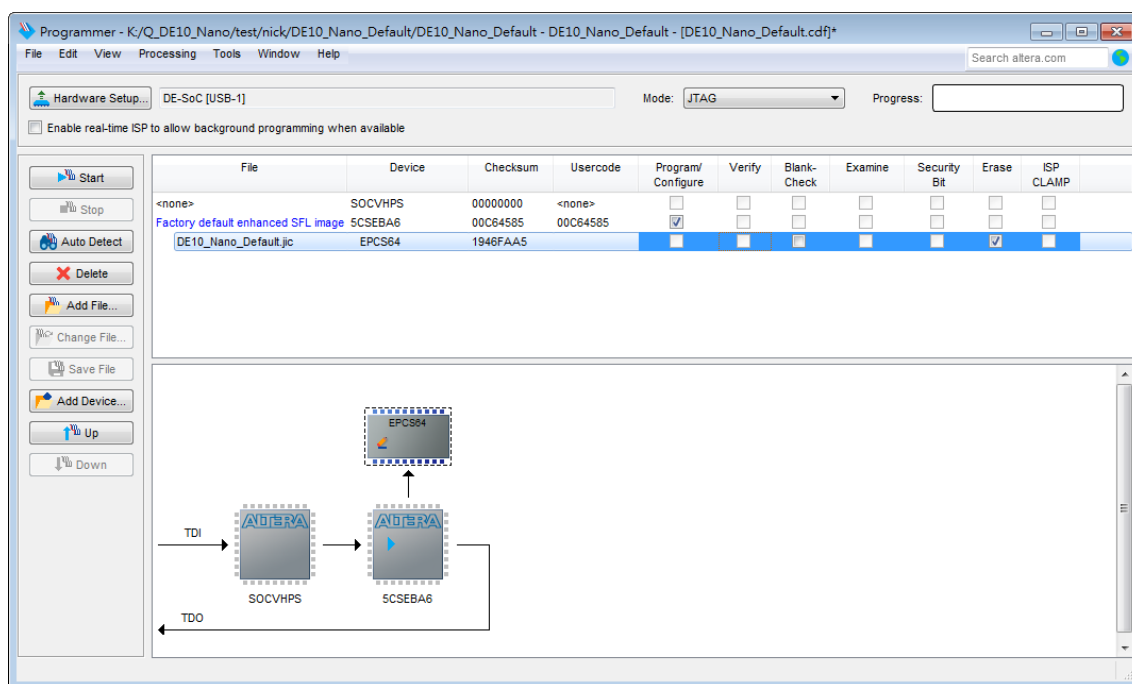 Programmer - K:/Q_DE10_Nano/test/nick/DE10_Nano_Default/DE10_Nano_Default - DE10_Nano_Default - [DE10_Nano_Default.cdf]*
File Edit View Processing Tools Window Help
Search altera.com
Hardware Setup... DE-SoC [USB-1] Mode: JTAG Progress:
Enable real-time ISP to allow background programming when available
Start
Stop
Auto Detect
Delete
Add File...
Change File...
Save File
Add Device...
Up
Down
File Device Checksum Usercode Program/ Verify Blank- Examine Security Erase ISP
Configure Check Bit CLAMP
<none> SOCVHPS 00000000 <none>
Factory default enhanced SFL image 5CSEBA6 00C64585 00C64585
DE10_Nano_Default.jic EPCS64 1946FAA5
EPCS64
ALTERA ALTERA
TDI
SOCVHPS 5CSEBA6
TDO